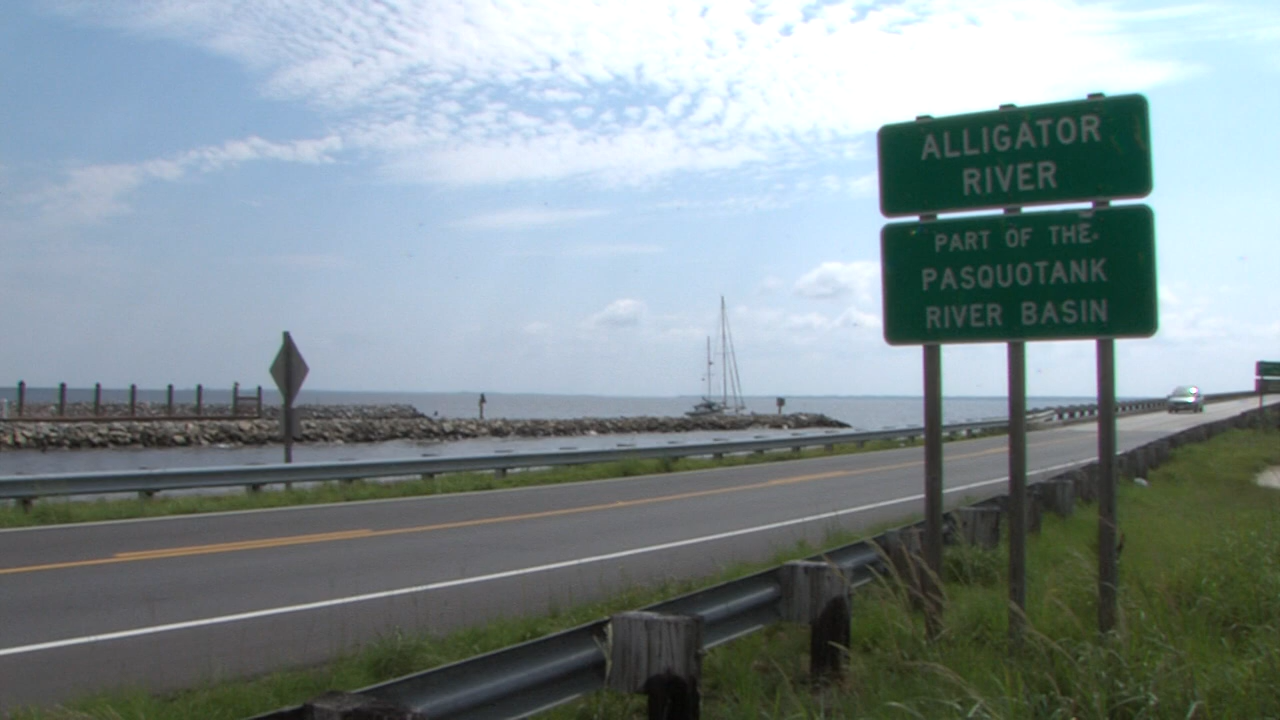 ALLIGATOR
RIVER
PART OF THE
PASQUOTANK
RIVER BASIN